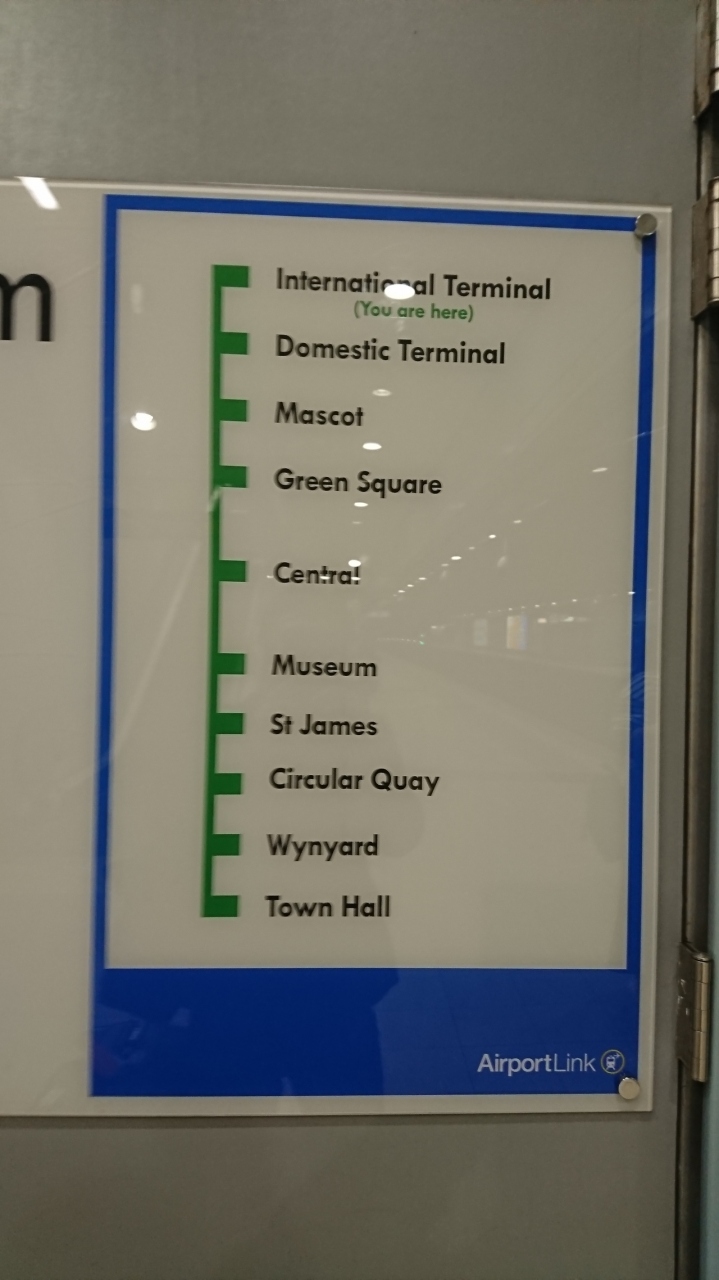 International Terminal
(You are here)
Domestic Terminal
Mascot
Green Square
Central
Museum
St James
Circular Quay
Wynyard
Town Hall
AirportLink